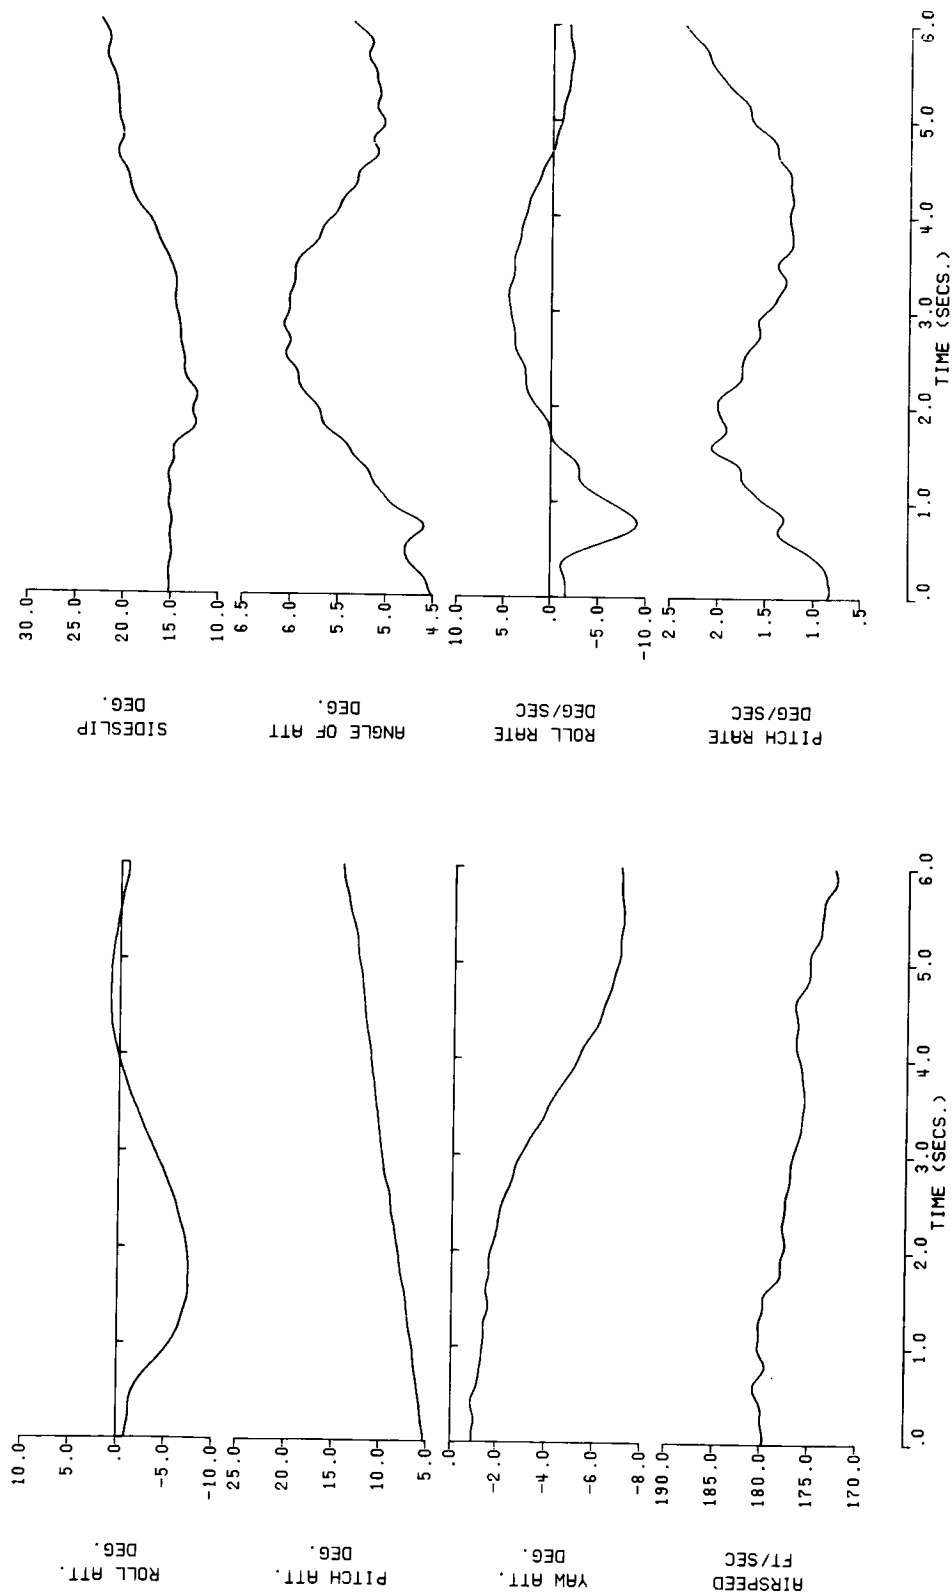 ROLL ATT.
DEG.
10.0
5.0
.0
-5.0
-10.0
PITCH ATT.
DEG.
25.0
20.0
15.0
10.0
5.0
YAW ATT.
DEG.
.0
-2.0
-4.0
-6.0
-8.0
AIRSPEED
FT/SEC
190.0
185.0
180.0
175.0
170.0
.0 1.0 2.0 3.0 4.0 5.0 6.0
TIME (SECS.)
SIDESLIP
DEG.
30.0
25.0
20.0
15.0
10.0
ANGLE OF ATT
DEG.
6.5
6.0
5.5
5.0
4.5
ROLL RATE
DEG/SEC
10.0
5.0
.0
-5.0
-10.0
PITCH RATE
DEG/SEC
2.5
2.0
1.5
1.0
.5
.0 1.0 2.0 3.0 4.0 5.0 6.0
TIME (SECS.)